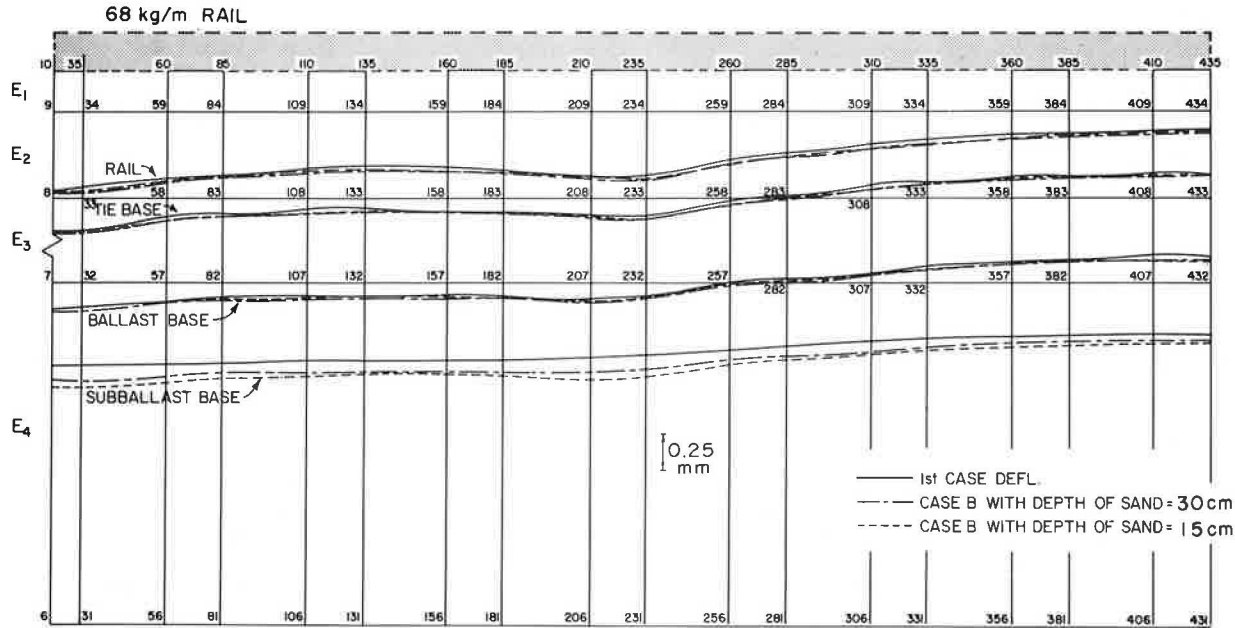 68 kg/m RAIL
10 35 60 85 110 135 160 185 210 235 260 285 310 335 360 385 410 435
E1
9 34 59 84 109 134 159 184 209 234 259 284 309 334 359 384 409 434
E2
RAIL
8 58 83 108 133 158 183 208 233 258 283 333 358 383 408 433
33 TIE BASE 308
E3
7 32 57 82 107 132 157 182 207 232 257 357 382 407 432
282 307 332
BALLAST BASE
SUBBALLAST BASE
E4
0.25
mm
1st CASE DEFL.
CASE B WITH DEPTH OF SAND = 30 cm
CASE B WITH DEPTH OF SAND = 15 cm
6 31 56 81 106 131 156 181 206 231 256 281 306 331 356 381 406 431